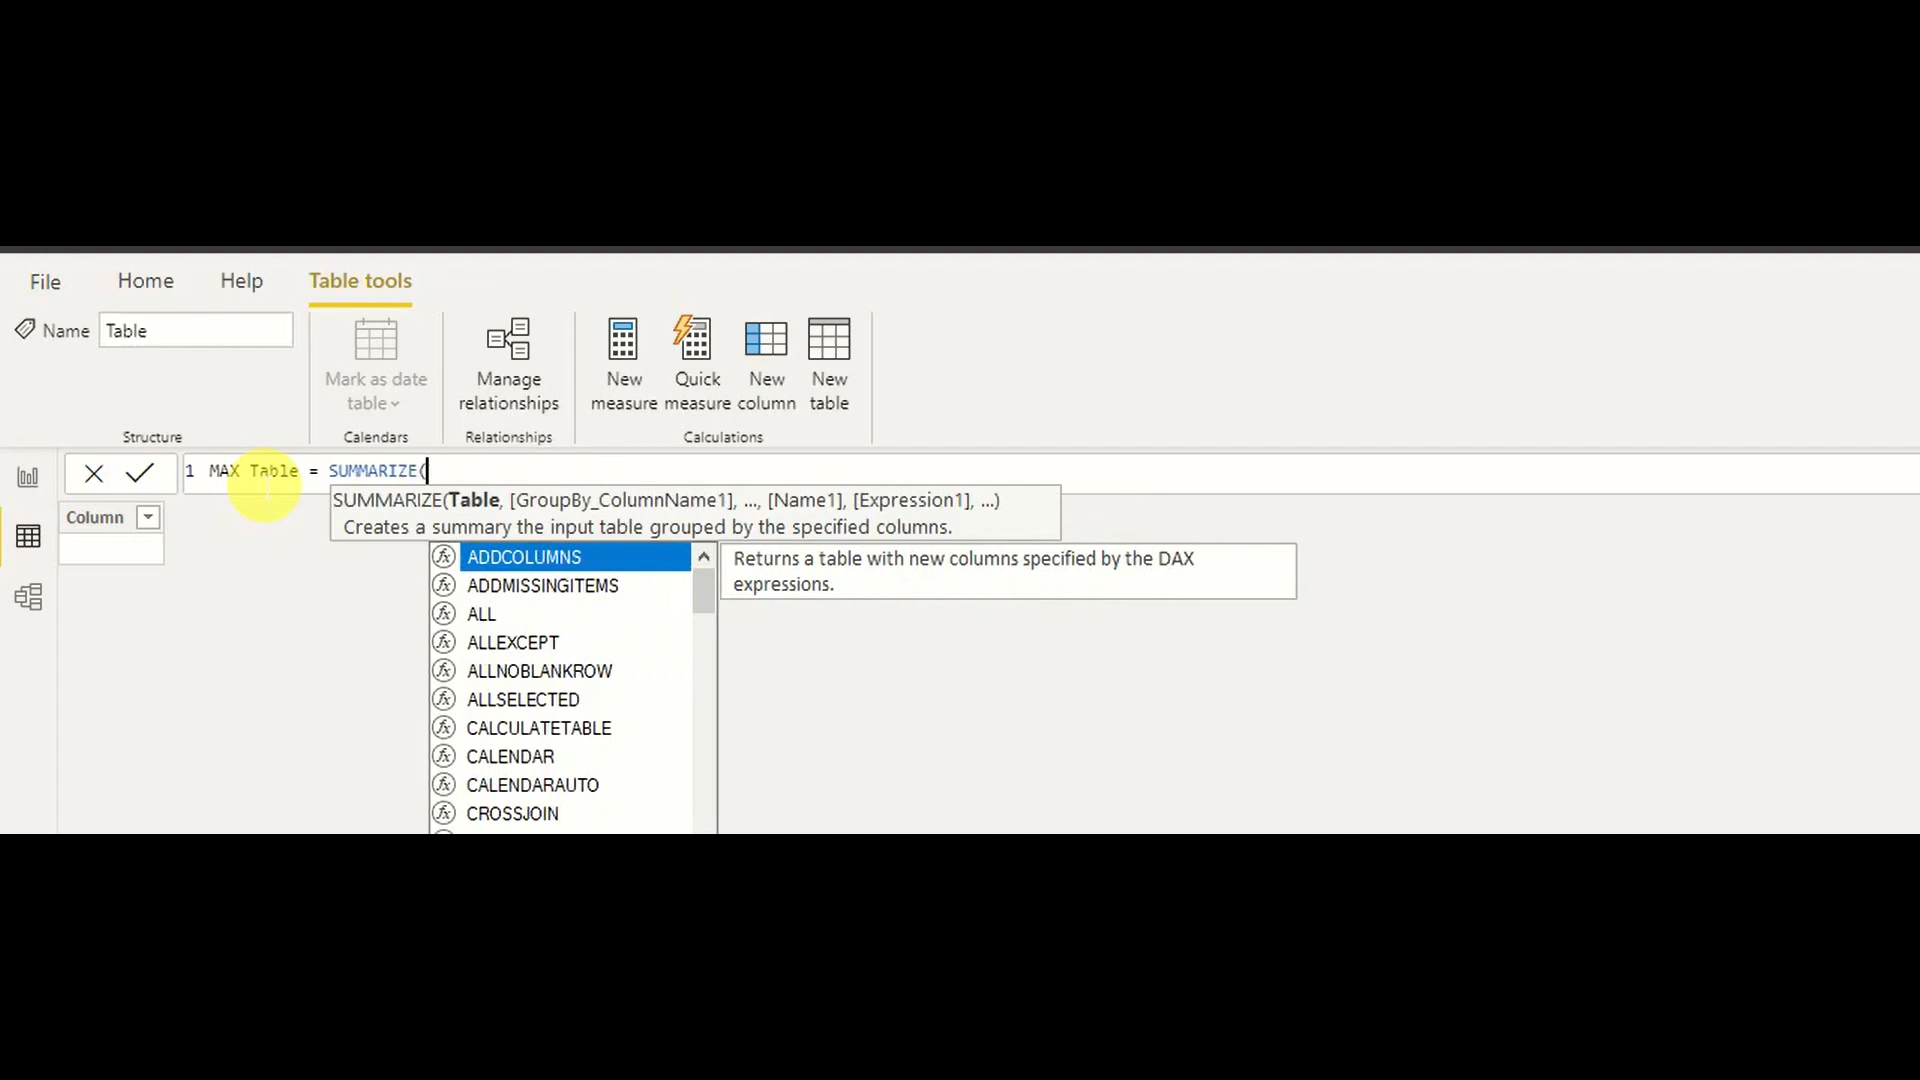 File Home Help Table tools
Name Table
Mark as date table
Manage relationships
New measure
Quick measure
New column
New table
Structure Calendars Relationships Calculations
1 MAX Table = SUMMARIZE(
SUMMARIZE(Table, [GroupBy_ColumnName1], ..., [Name1], [Expression1], ...)
Creates a summary the input table grouped by the specified columns.
Column
ADDCOLUMNS
Returns a table with new columns specified by the DAX
expressions.
ADDMISSINGITEMS
ALL
ALLEXCEPT
ALLNOBLANKROW
ALLSELECTED
CALCULATETABLE
CALENDAR
CALENDARAUTO
CROSSJOIN